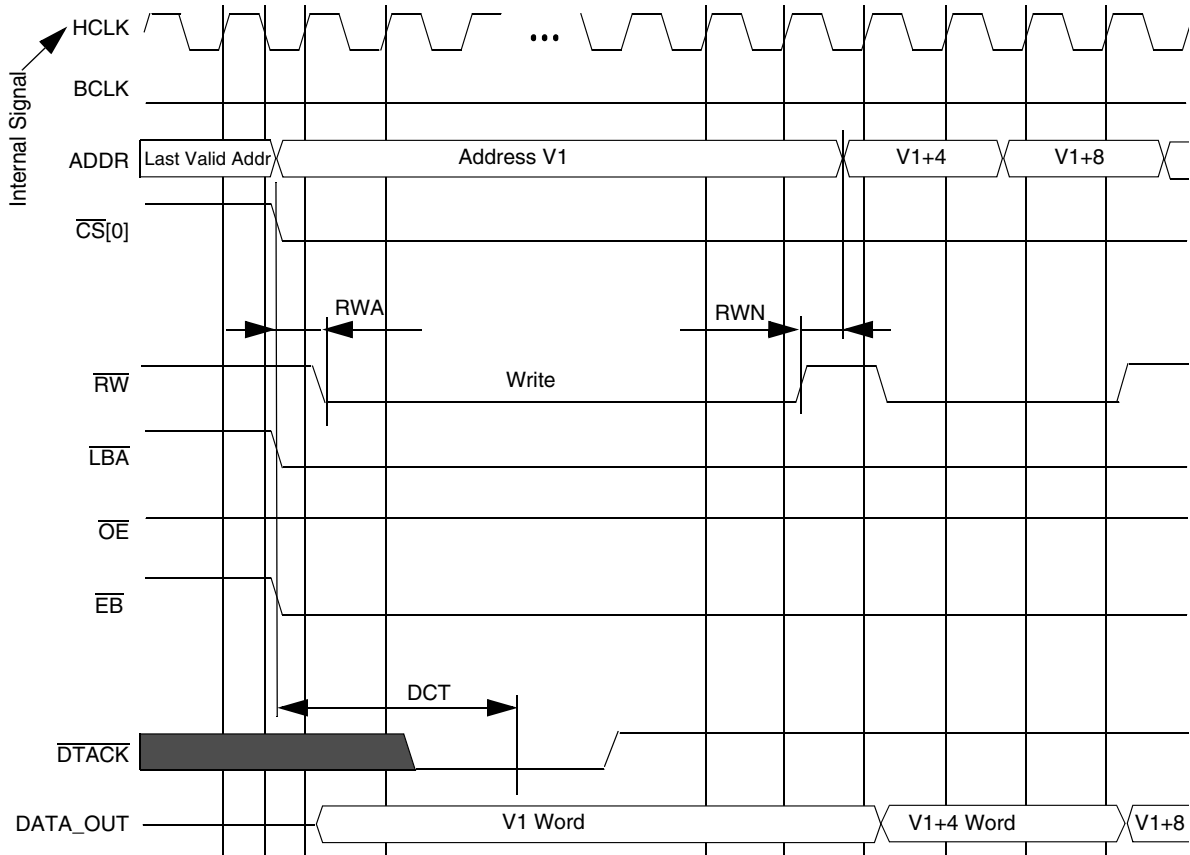 HCLK
...
Internal Signal
BCLK
ADDR Last Valid Addr Address V1 V1+4 V1+8
CS[0]
RWA RWN
RW Write
LBA
OE
EB
DCT
DTACK
DATA_OUT V1 Word V1+4 Word V1+8